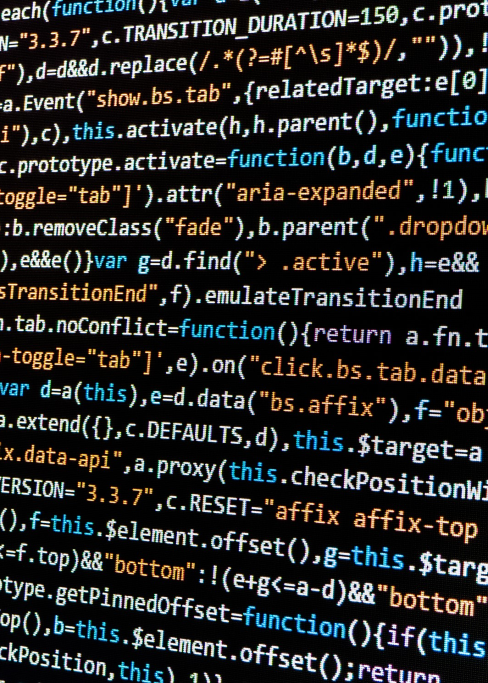 each(function(){var
N="3.3.7",c.TRANSITION_DURATION=150,c.prot
f"),d=d&&d.replace(/.*(?=#[^\s]*$)/,"")),!
=a.Event("show.bs.tab",{relatedTarget:e[0]
i"),c),this.activate(h,h.parent(),functio
c.prototype.activate=function(b,d,e){func
toggle="tab"]').attr("aria-expanded",!1),
:b.removeClass("fade"),b.parent(".dropdow
),e&&e()}var g=d.find("> .active"),h=e&&
sTransitionEnd",f).emulateTransitionEnd
n.tab.noConflict=function(){return a.fn.t
-toggle="tab"]',e).on("click.bs.tab.data
var d=a(this),e=d.data("bs.affix"),f="ob
a.extend({},c.DEFAULTS,d),this.$target=a
ix.data-api",a.proxy(this.checkPositionWi
VERSION="3.3.7",c.RESET="affix affix-top
(),f=this.$element.offset(),g=this.$targ
<=f.top)&&"bottom":!(e+g<=a-d)&&"bottom"
otype.getPinnedOffset=function(){if(this
Top(),b=this.$element.offset();return
ckPosition,this),1)}